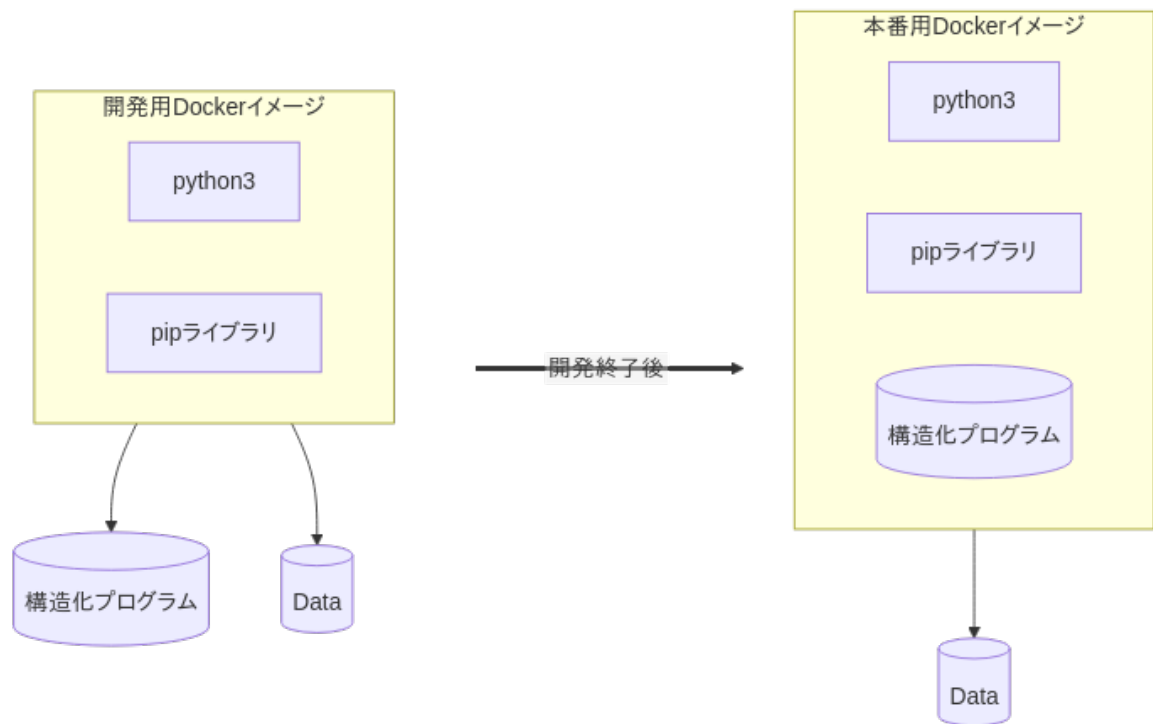 開発用Dockerイメージ
python3
pipライブラリ
構造化プログラム
Data
開発終了後
本番用Dockerイメージ
python3
pipライブラリ
構造化プログラム
Data